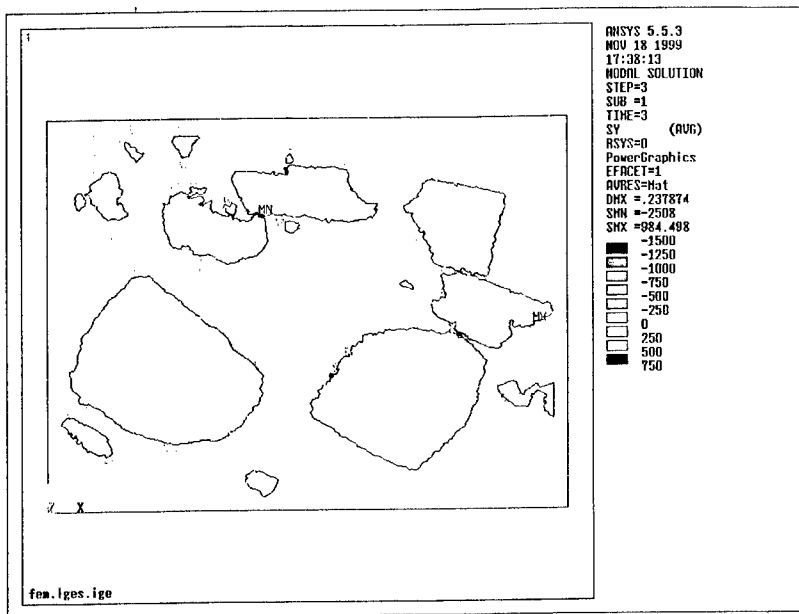 1
ANSYS 5.5.3
NOV 18 1999
17:38:13
NODAL SOLUTION
STEP=3
SUB =1
TIME=3
SY (AVG)
RSYS=0
PowerGraphics
EFACET=1
AVRES=Mat
DMX =.237874
SMN =-2508
SMX =984.498
-1500
-1250
-1000
-750
-500
-250
0
250
500
750
MN
MX
Z X
fem.iges.ige